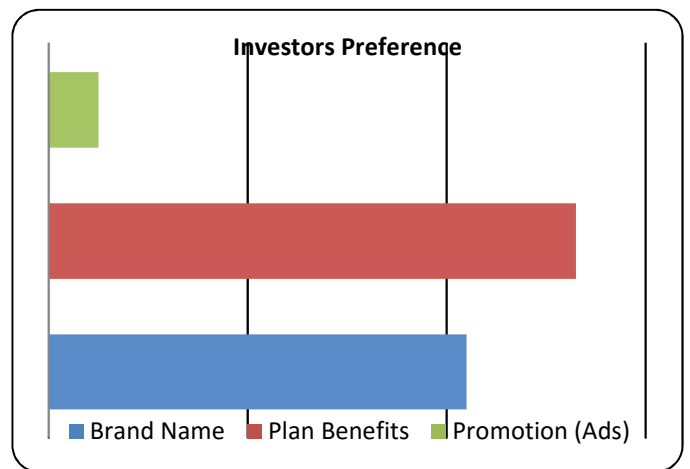 Investors Preference
Brand Name Plan Benefits Promotion (Ads)